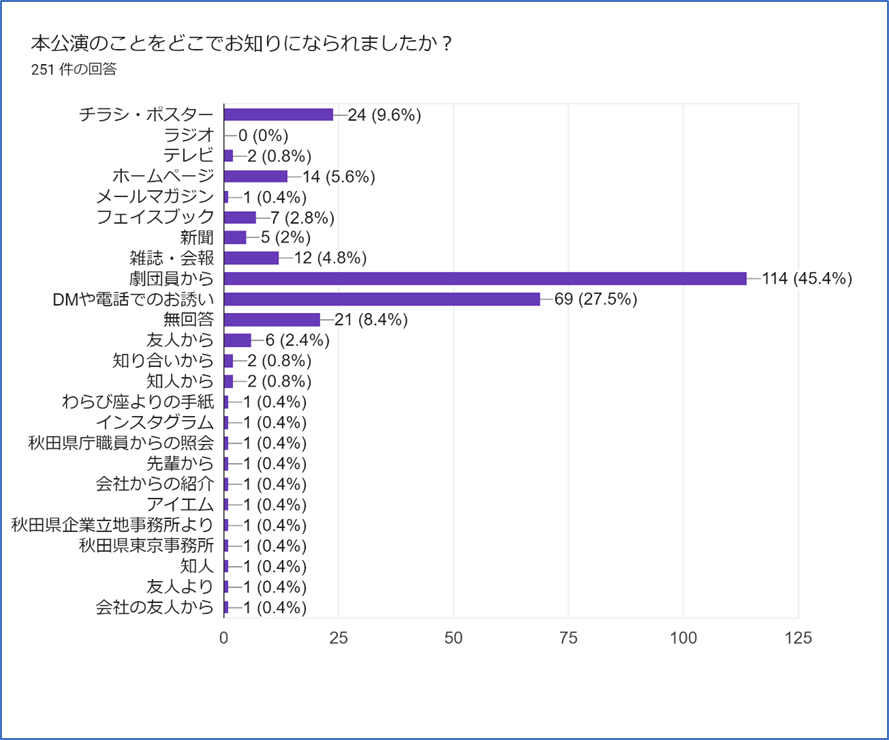 本公演のことをどこでお知りになられましたか？
251 件の回答
チラシ・ポスター 24 (9.6%)
ラジオ 0 (0%)
テレビ 2 (0.8%)
ホームページ 14 (5.6%)
メールマガジン 1 (0.4%)
フェイスブック 7 (2.8%)
新聞 5 (2%)
雑誌・会報 12 (4.8%)
劇団員から 114 (45.4%)
DMや電話でのお誘い 69 (27.5%)
無回答 21 (8.4%)
友人から 6 (2.4%)
知り合いから 2 (0.8%)
知人から 2 (0.8%)
わらび座よりの手紙 1 (0.4%)
インスタグラム 1 (0.4%)
秋田県庁職員からの照会 1 (0.4%)
先輩から 1 (0.4%)
会社からの紹介 1 (0.4%)
アイエム 1 (0.4%)
秋田県企業立地事務所より 1 (0.4%)
秋田県東京事務所 1 (0.4%)
知人 1 (0.4%)
友人より 1 (0.4%)
会社の友人から 1 (0.4%)
0 25 50 75 100 125